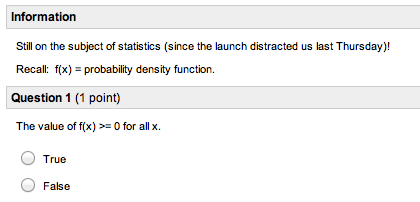 Information
Still on the subject of statistics (since the launch distracted us last Thursday)!
Recall: f(x) = probability density function.
Question 1 (1 point)
The value of f(x) >= 0 for all x.
True
False